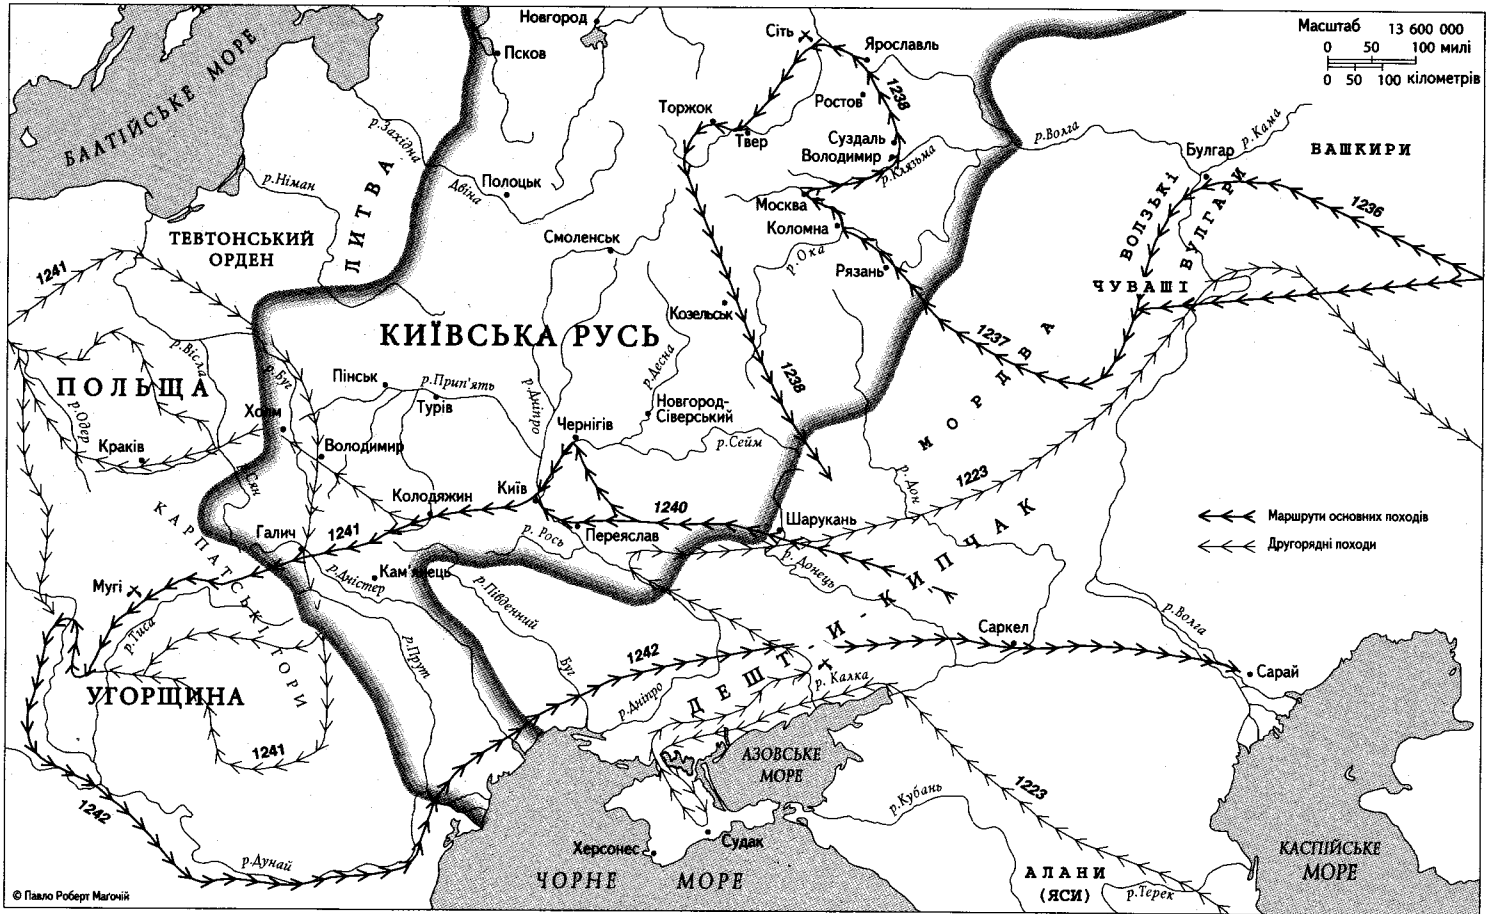 Новгород
Псков
Сіть
Ярославль
Масштаб 13 600 000
0 50 100 милі
0 50 100 кілометрів
БАЛТІЙСЬКЕ МОРЕ
р.Західна
Двіна
Ростов
1238
Торжок
Твер
Суздаль
Володимир
р.Клязьма
р.Волга
Булгар
р.Кама
ВАШКИРИ
р.Німан
ЛИТВА
Полоцьк
Москва
Коломна
ВОЛЗЬКІ
ВУЛГАРИ
1236
ТЕВТОНСЬКИЙ
ОРДЕН
Смоленськ
р.Ока
Рязань
1241
ЧУВАШІ
Козельськ
КИЇВСЬКА РУСЬ
1237
МОРДВА
р.Вісла
р.Буг
р.Десна
ПОЛЬЩА
Пінськ
р.Прип'ять
Турів
р.Дніпро
1238
р.Одер
Холм
Новгород-
Сіверський
Чернігів
р.Сейм
Краків
Володимир
р.Сян
р.Дон
1223
КАРПАТСЬКІ ГОРИ
Колодяжин
Київ
1240
Шарукань
Маршрути основних походів
Галич
1241
р. Рось
Переяслав
Другорядні походи
р.Донець
р.Дністер
Кам'янець
Мугі
р.Південний
Буг
ДЕШТ-И-КИПЧАК
р.Тиса
р.Прут
1242
Саркел
р.Волга
Сарай
УГОРЩИНА
р.Дніпро
р. Калка
1241
АЗОВСЬКЕ
МОРЕ
1223
1242
р.Кубань
р.Дунай
Херсонес
Судак
КАСПІЙСЬКЕ
МОРЕ
ЧОРНЕ МОРЕ
АЛАНИ
(ЯСИ)
р.Терек
© Павло Роберт Маґочій